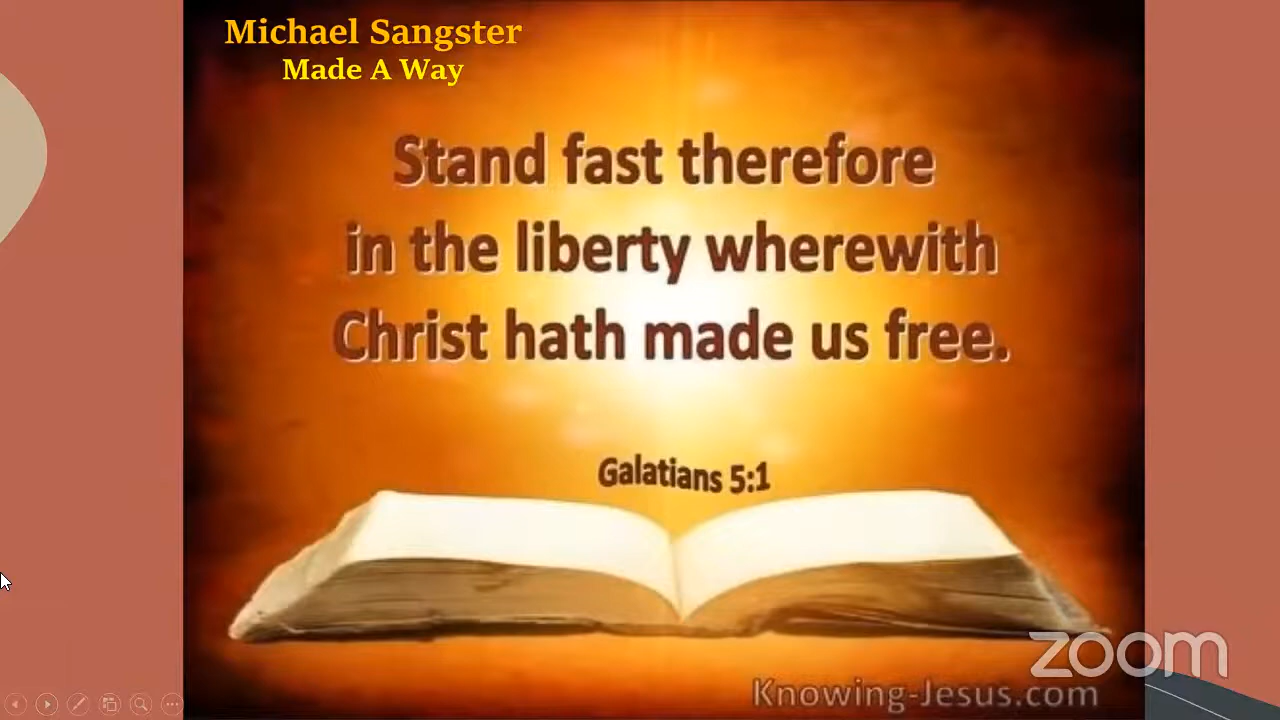 Michael Sangster
Made A Way
Stand fast therefore
in the liberty wherewith
Christ hath made us free.
Galatians 5:1
zoom
Knowing-Jesus.com